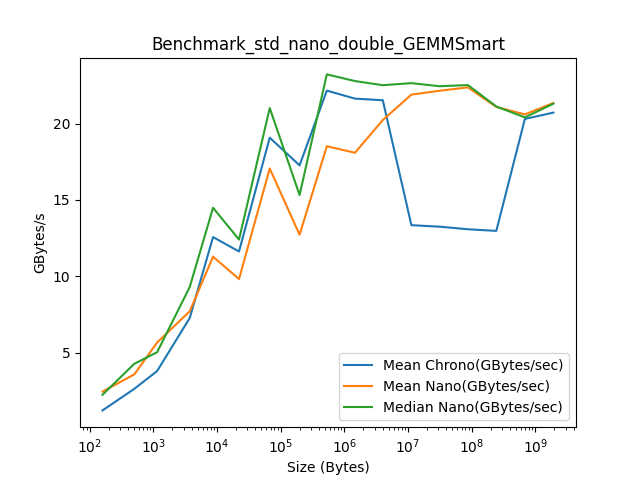 Benchmark_std_nano_double_GEMMSmart
GBytes/s
20
15
10
5
Mean Chrono(GBytes/sec)
Mean Nano(GBytes/sec)
Median Nano(GBytes/sec)
10² 10³ 10⁴ 10⁵ 10⁶ 10⁷ 10⁸ 10⁹
Size (Bytes)